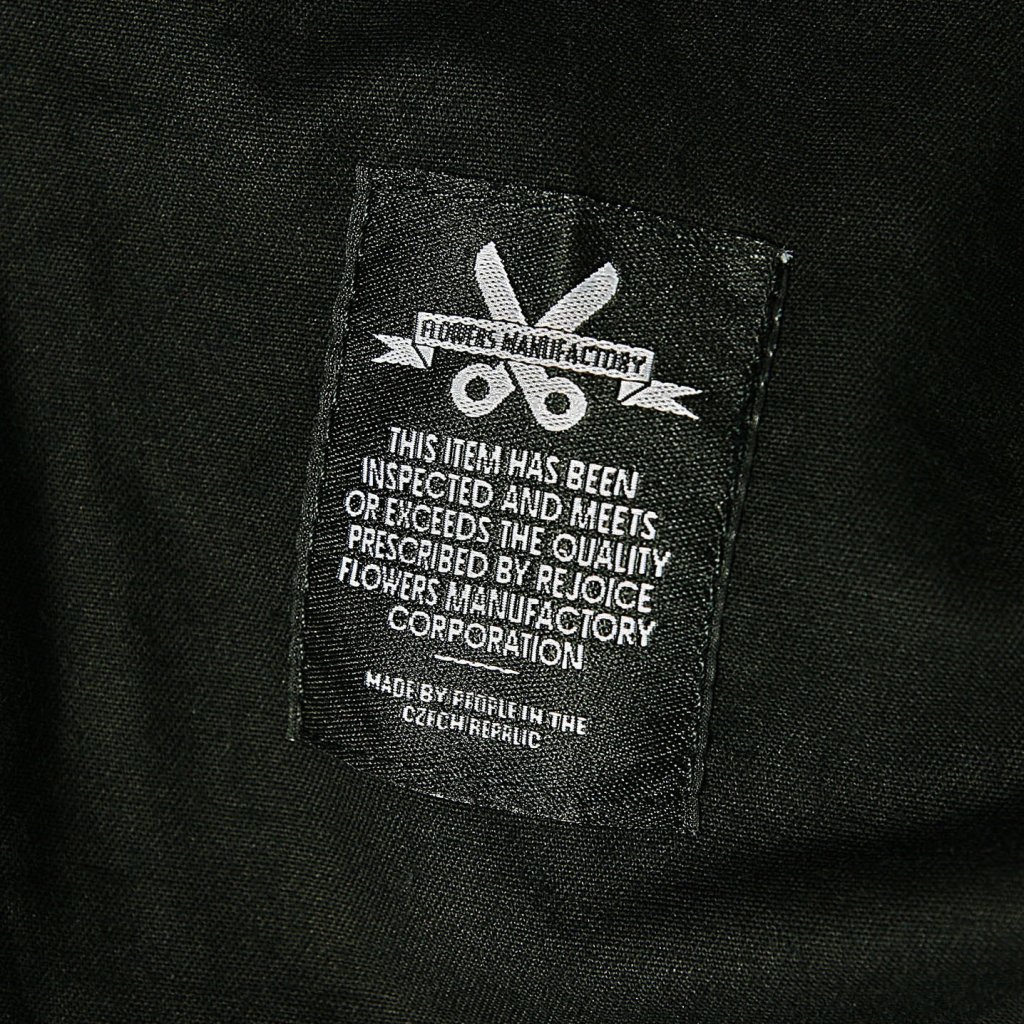 FLOWERS MANUFACTORY
THIS ITEM HAS BEEN
INSPECTED AND MEETS
OR EXCEEDS THE QUALITY
PRESCRIBED BY REJOICE
FLOWERS MANUFACTORY
CORPORATION
MADE BY PEOPLE IN THE
CZECH REPUBLIC